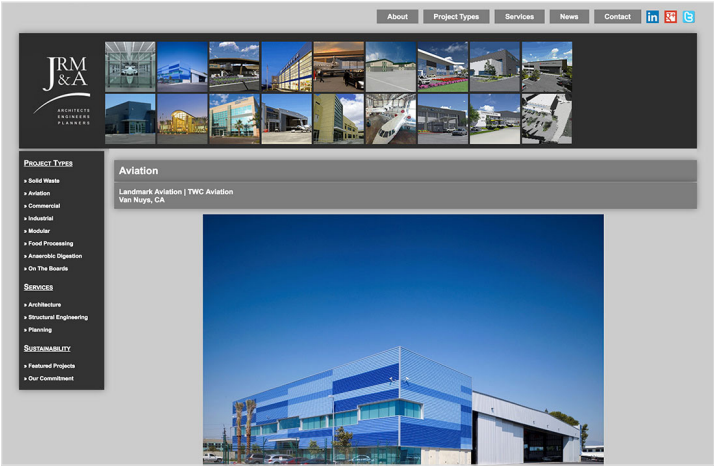 About Project Types Services News Contact
JRM
&A
ARCHITECTS
ENGINEERS
PLANNERS
PROJECT TYPES
» Solid Waste
» Aviation
» Commercial
» Industrial
» Modular
» Food Processing
» Anaerobic Digestion
» On The Boards
SERVICES
» Architecture
» Structural Engineering
» Planning
SUSTAINABILITY
» Featured Projects
» Our Commitment
Aviation
Landmark Aviation | TWC Aviation
Van Nuys, CA